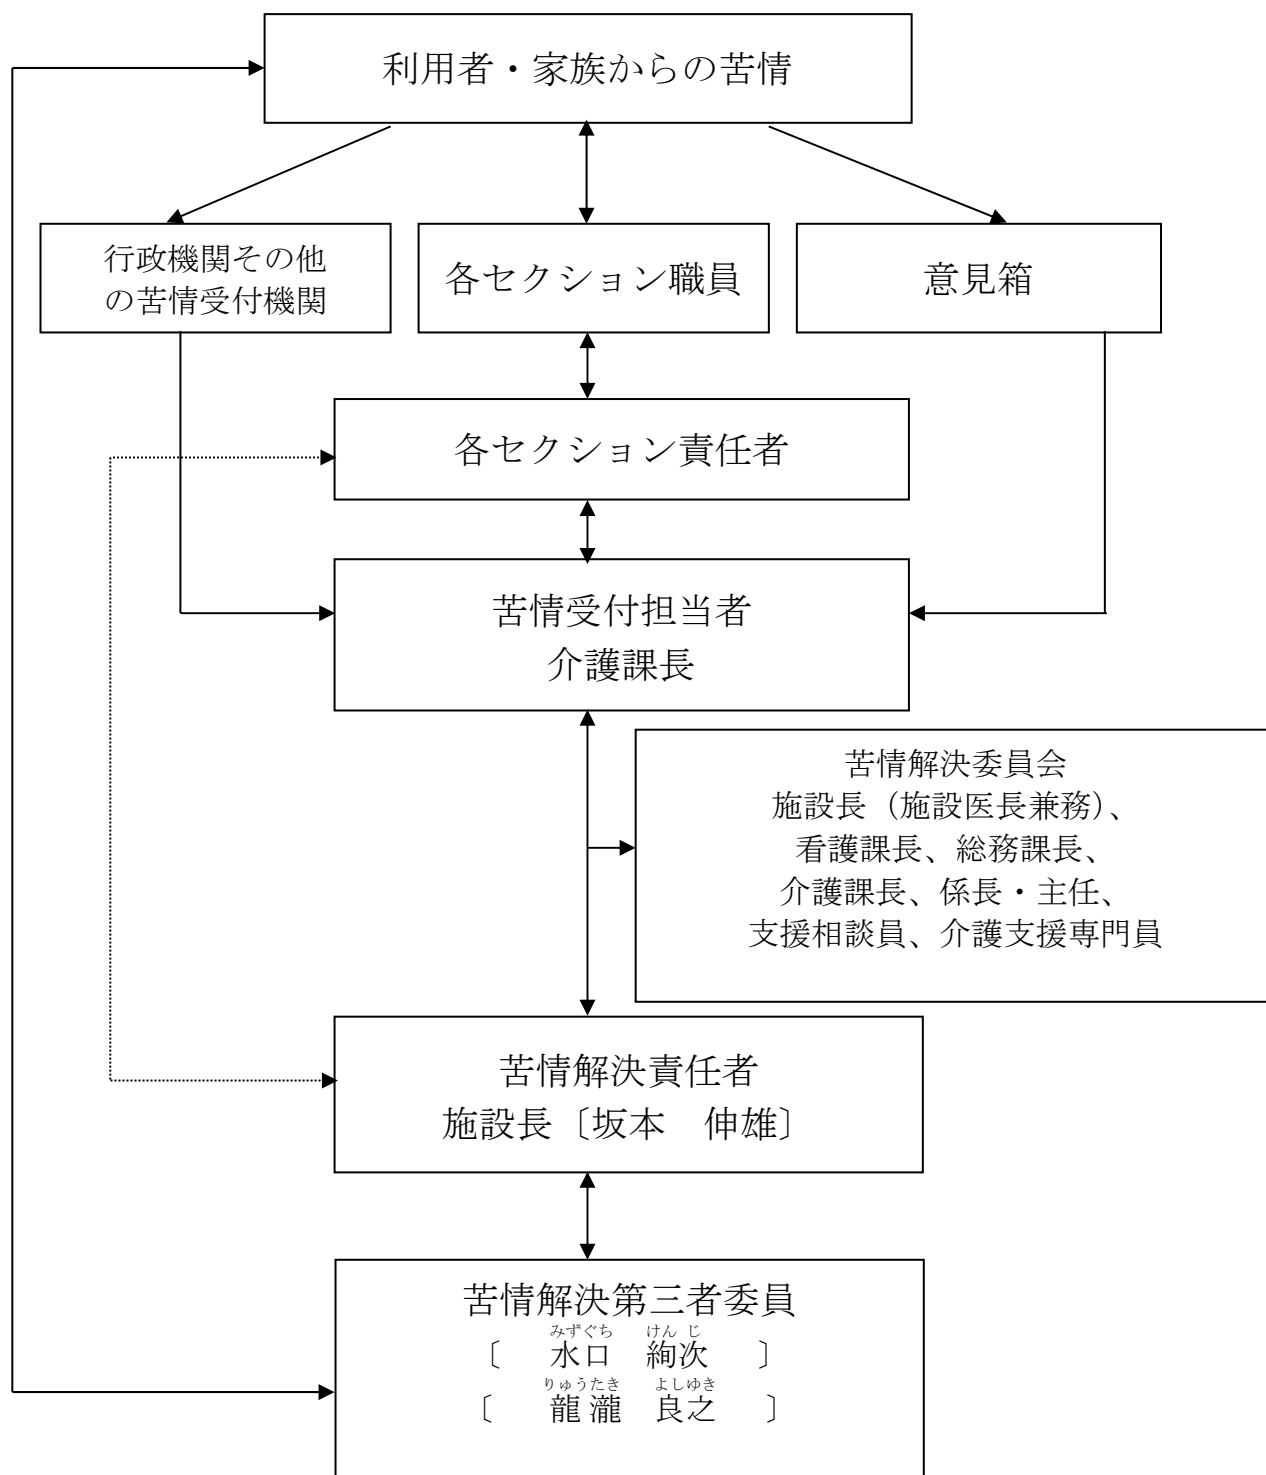 利用者・家族からの苦情
行政機関その他
の苦情受付機関
各セクション職員
意見箱
各セクション責任者
苦情受付担当者
介護課長
苦情解決委員会
施設長（施設医長兼務）、
看護課長、総務課長、
介護課長、係長・主任、
支援相談員、介護支援専門員
苦情解決責任者
施設長〔坂本　伸雄〕
苦情解決第三者委員
みずぐち　けん じ
〔　水口　絢次　〕
りゅうたき　よしゆき
〔　龍瀧　良之　〕